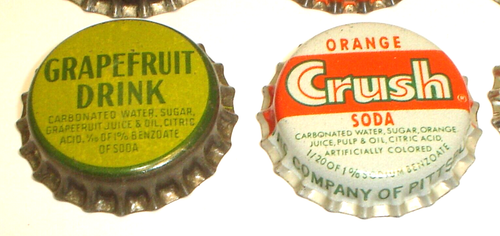 GRAPEFRUIT
DRINK
CARBONATED WATER, SUGAR,
GRAPEFRUIT JUICE & OIL, CITRIC
ACID, 1/20 OF 1% BENZOATE
OF SODA
ORANGE
Crush®
SODA
CARBONATED WATER, SUGAR, ORANGE
JUICE, PULP & OIL, CITRIC ACID,
ARTIFICIALLY COLORED
1/20 OF 1% SODIUM BENZOATE
COMPANY OF PITTS